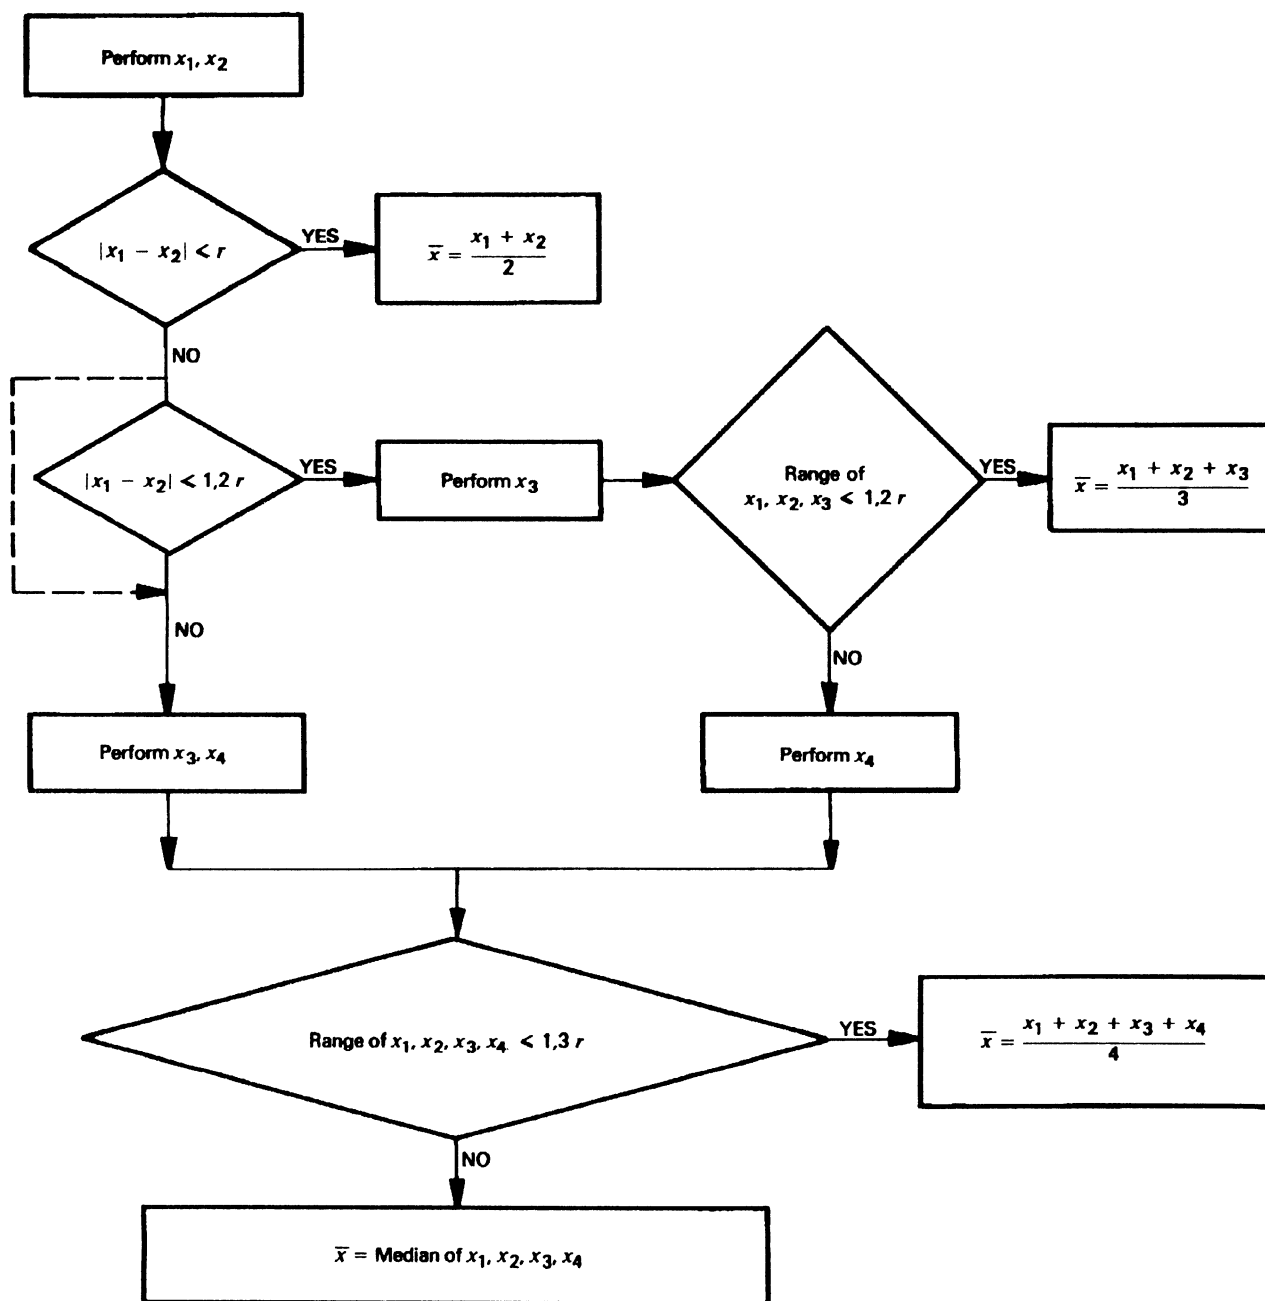 Perform x₁, x₂
|x₁ − x₂| < r
YES
x̅ = (x₁ + x₂) / 2
NO
|x₁ − x₂| < 1,2 r
YES
Perform x₃
Range of
x₁, x₂, x₃ < 1,2 r
YES
x̅ = (x₁ + x₂ + x₃) / 3
NO
NO
Perform x₃, x₄
Perform x₄
Range of x₁, x₂, x₃, x₄ < 1,3 r
YES
x̅ = (x₁ + x₂ + x₃ + x₄) / 4
NO
x̅ = Median of x₁, x₂, x₃, x₄